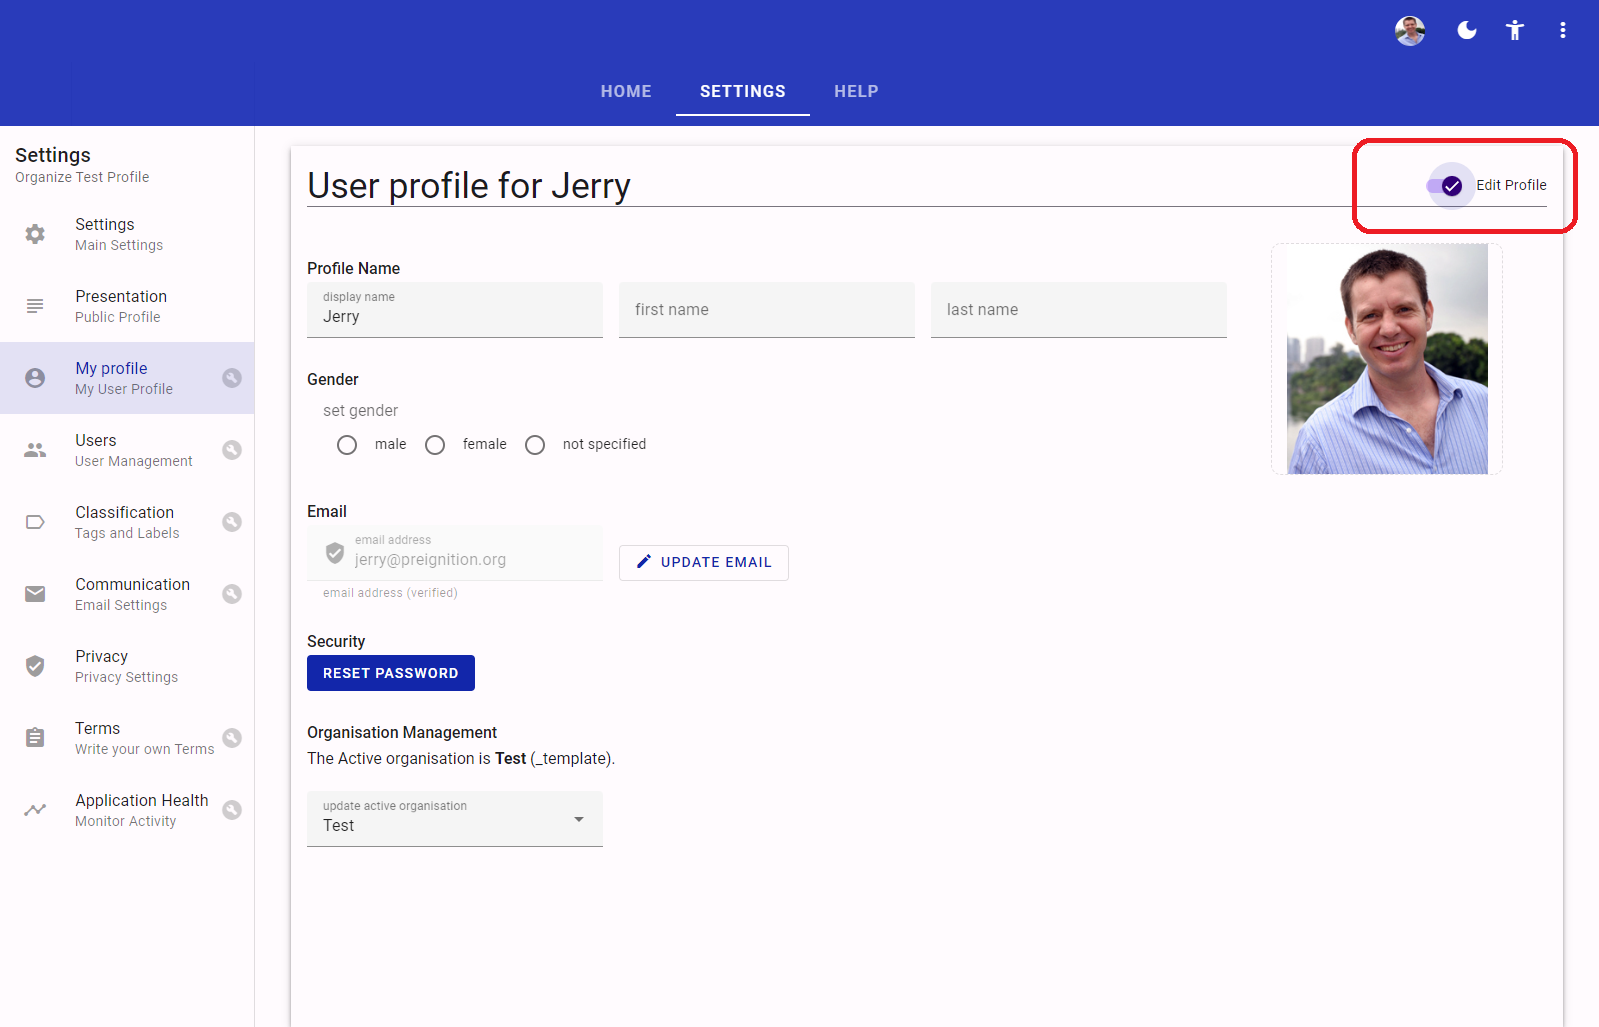 HOME SETTINGS HELP
Settings
Organize Test Profile
Settings
Main Settings
Presentation
Public Profile
My profile
My User Profile
Users
User Management
Classification
Tags and Labels
Communication
Email Settings
Privacy
Privacy Settings
Terms
Write your own Terms
Application Health
Monitor Activity
User profile for Jerry
Edit Profile
Profile Name
display name
Jerry
first name
last name
Gender
set gender
male female not specified
Email
email address
jerry@preignition.org
UPDATE EMAIL
email address (verified)
Security
RESET PASSWORD
Organisation Management
The Active organisation is Test (_template).
update active organisation
Test